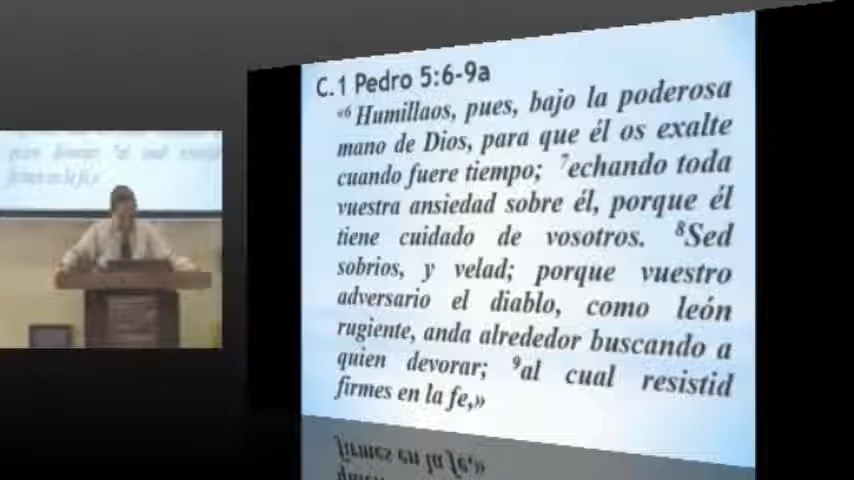 C.1 Pedro 5:6-9a
«⁶ Humillaos, pues, bajo la poderosa
mano de Dios, para que él os exalte
cuando fuere tiempo; ⁷echando toda
vuestra ansiedad sobre él, porque él
tiene cuidado de vosotros. ⁸Sed
sobrios, y velad; porque vuestro
adversario el diablo, como león
rugiente, anda alrededor buscando a
quien devorar; ⁹al cual resistid
firmes en la fe,»